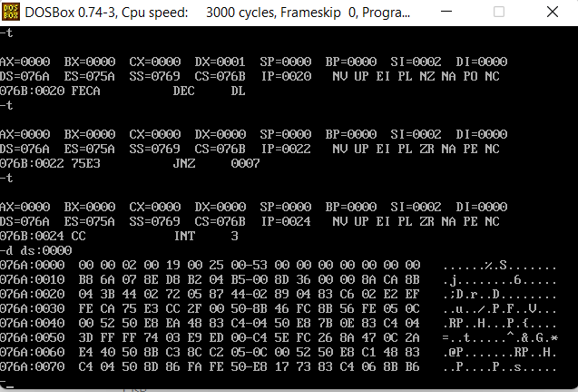 DOSBox 0.74-3, Cpu speed: 3000 cycles, Frameskip 0, Progra...
-t
AX=0000 BX=0000 CX=0000 DX=0001 SP=0000 BP=0000 SI=0002 DI=0000
DS=076A ES=075A SS=0769 CS=076B IP=0020 NV UP EI PL NZ NA PO NC
076B:0020 FECA DEC DL
-t
AX=0000 BX=0000 CX=0000 DX=0000 SP=0000 BP=0000 SI=0002 DI=0000
DS=076A ES=075A SS=0769 CS=076B IP=0022 NV UP EI PL ZR NA PE NC
076B:0022 75E3 JNZ 0007
-t
AX=0000 BX=0000 CX=0000 DX=0000 SP=0000 BP=0000 SI=0002 DI=0000
DS=076A ES=075A SS=0769 CS=076B IP=0024 NV UP EI PL ZR NA PE NC
076B:0024 CC INT 3
-d ds:0000
076A:0000 00 00 02 00 19 00 25 00-53 00 00 00 00 00 00 00 ......%.S.......
076A:0010 B8 6A 07 8E D8 B2 04 B5-00 8D 36 00 00 8A CA 8B .j........6.....
076A:0020 04 3B 44 02 72 05 87 44-02 89 04 83 C6 02 E2 EF .;D.r..D........
076A:0030 FE CA 75 E3 CC 2F 00 50-8B 46 FC 8B 56 FE 05 0C ..u../.P.F..V...
076A:0040 00 52 50 E8 EA 48 83 C4-04 50 E8 7B 0E 83 C4 04 .RP..H...P.{....
076A:0050 3D FF FF 74 03 E9 ED 00-C4 5E FC 26 8A 47 0C 2A =..t.....^.&.G.*
076A:0060 E4 40 50 8B C3 8C C2 05-0C 00 52 50 E8 C1 48 83 .@P.......RP..H.
076A:0070 C4 04 50 8D 86 FA FE 50-E8 17 73 83 C4 06 8B B6 ..P....P..s.....
-